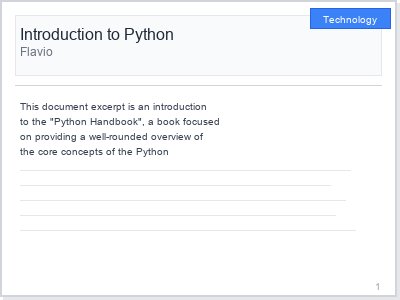 Technology
Introduction to Python
Flavio
This document excerpt is an introduction
to the "Python Handbook", a book focused
on providing a well-rounded overview of
the core concepts of the Python
1